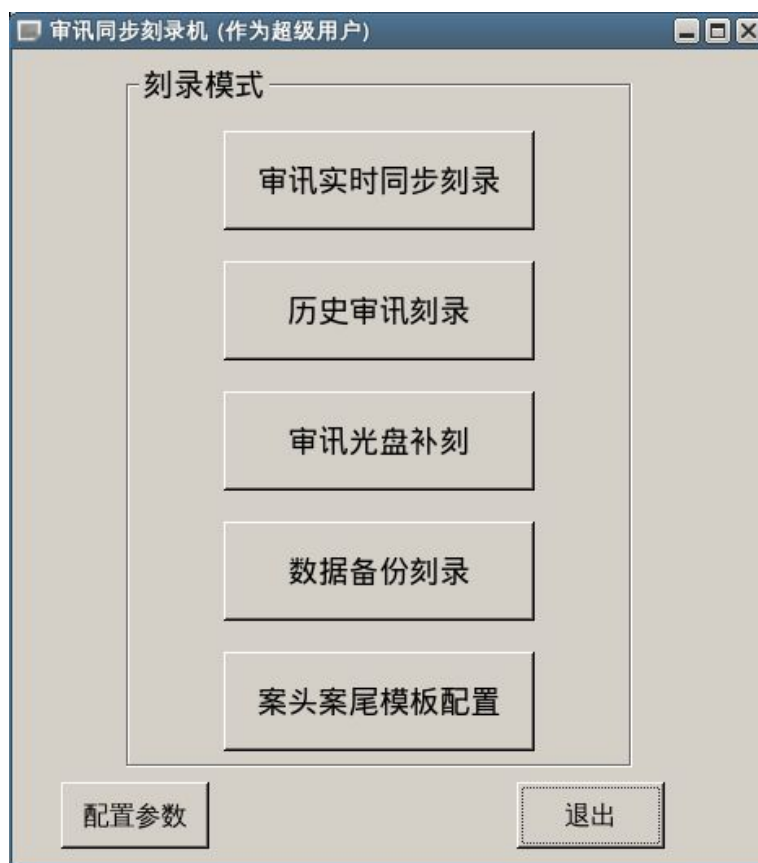 审讯同步刻录机 (作为超级用户)
刻录模式
审讯实时同步刻录
历史审讯刻录
审讯光盘补刻
数据备份刻录
案头案尾模板配置
配置参数
退出